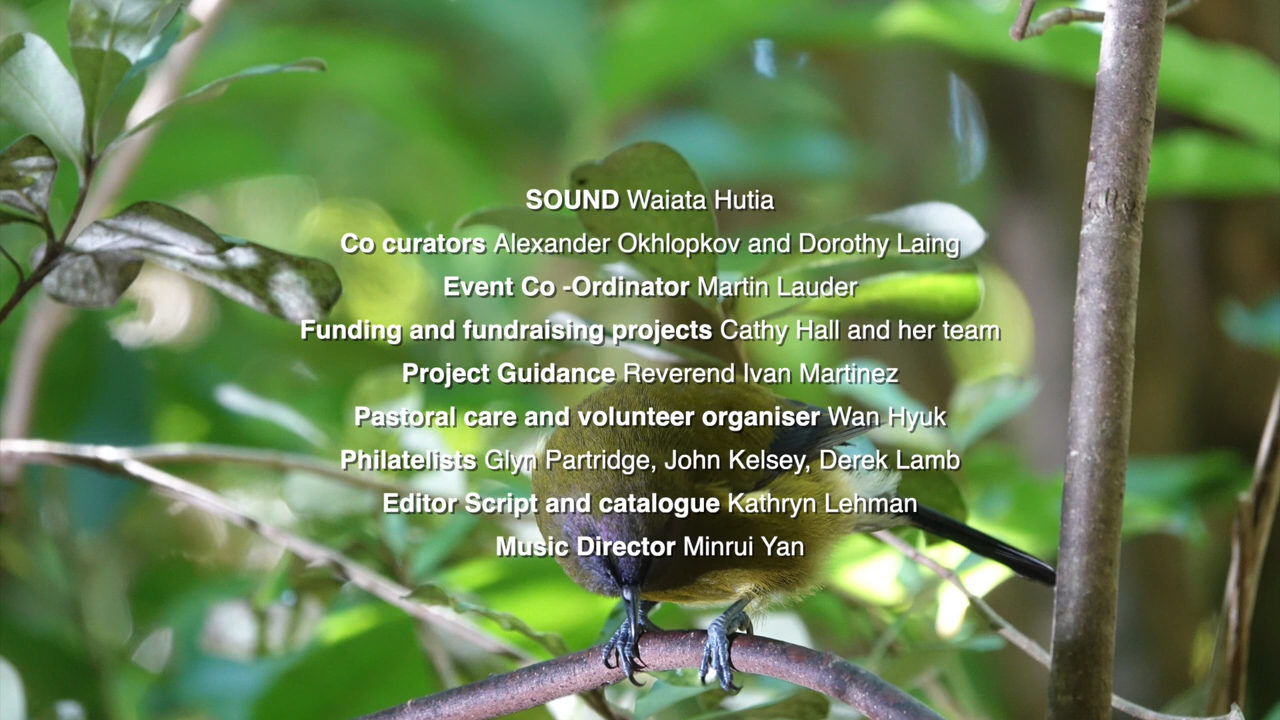 SOUND Waiata Hutia
Co curators Alexander Okhlopkov and Dorothy Laing
Event Co -Ordinator Martin Lauder
Funding and fundraising projects Cathy Hall and her team
Project Guidance Reverend Ivan Martinez
Pastoral care and volunteer organiser Wan Hyuk
Philatelists Glyn Partridge, John Kelsey, Derek Lamb
Editor Script and catalogue Kathryn Lehman
Music Director Minrui Yan